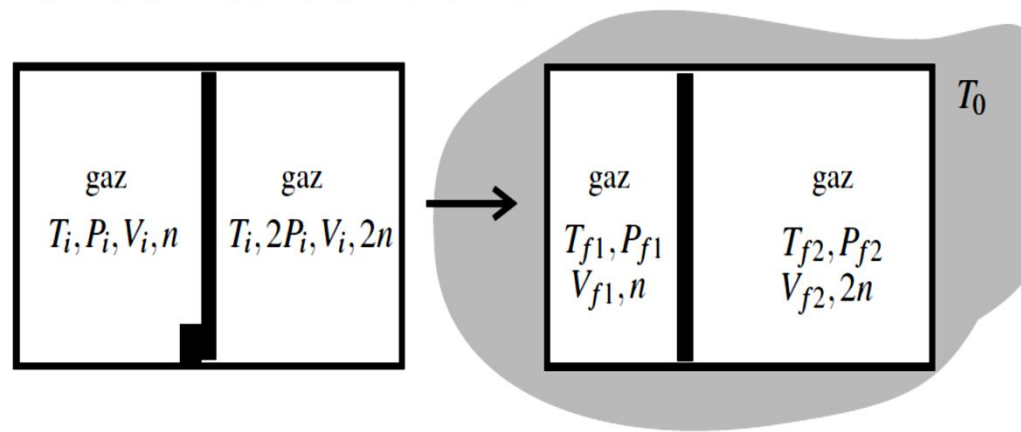 gaz
T_i, P_i, V_i, n
gaz
T_i, 2P_i, V_i, 2n
gaz
T_{f1}, P_{f1}
V_{f1}, n
gaz
T_{f2}, P_{f2}
V_{f2}, 2n
T_0